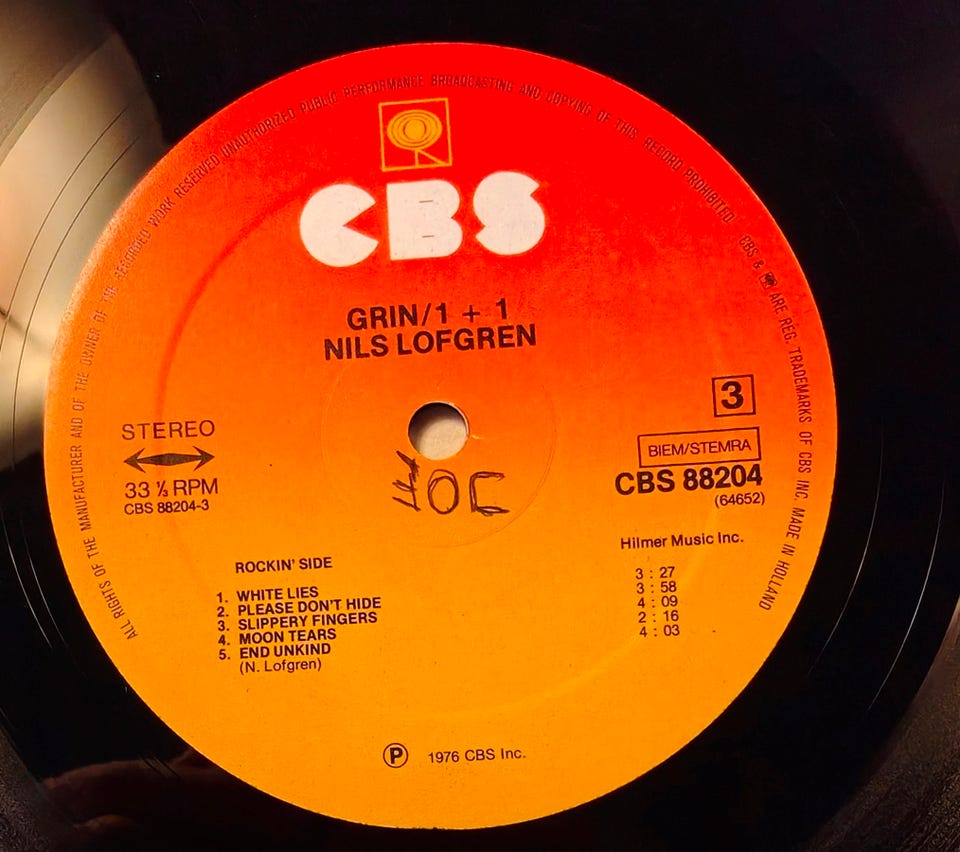 ALL RIGHTS OF THE MANUFACTURER AND OF THE OWNER OF THE RECORDED WORK RESERVED UNAUTHORIZED PUBLIC PERFORMANCE BROADCASTING AND COPYING OF THIS RECORD PROHIBITED. CBS & ARE REG. TRADEMARKS OF CBS INC. MADE IN HOLLAND
CBS
GRIN/1 + 1
NILS LOFGREN
3
STEREO
BIEM/STEMRA
33 ⅓ RPM
CBS 88204
CBS 88204-3
(64652)
Hilmer Music Inc.
ROCKIN' SIDE
1. WHITE LIES 3 : 27
2. PLEASE DON'T HIDE 3 : 58
3. SLIPPERY FINGERS 4 : 09
4. MOON TEARS 2 : 16
5. END UNKIND 4 : 03
(N. Lofgren)
Ⓟ 1976 CBS Inc.